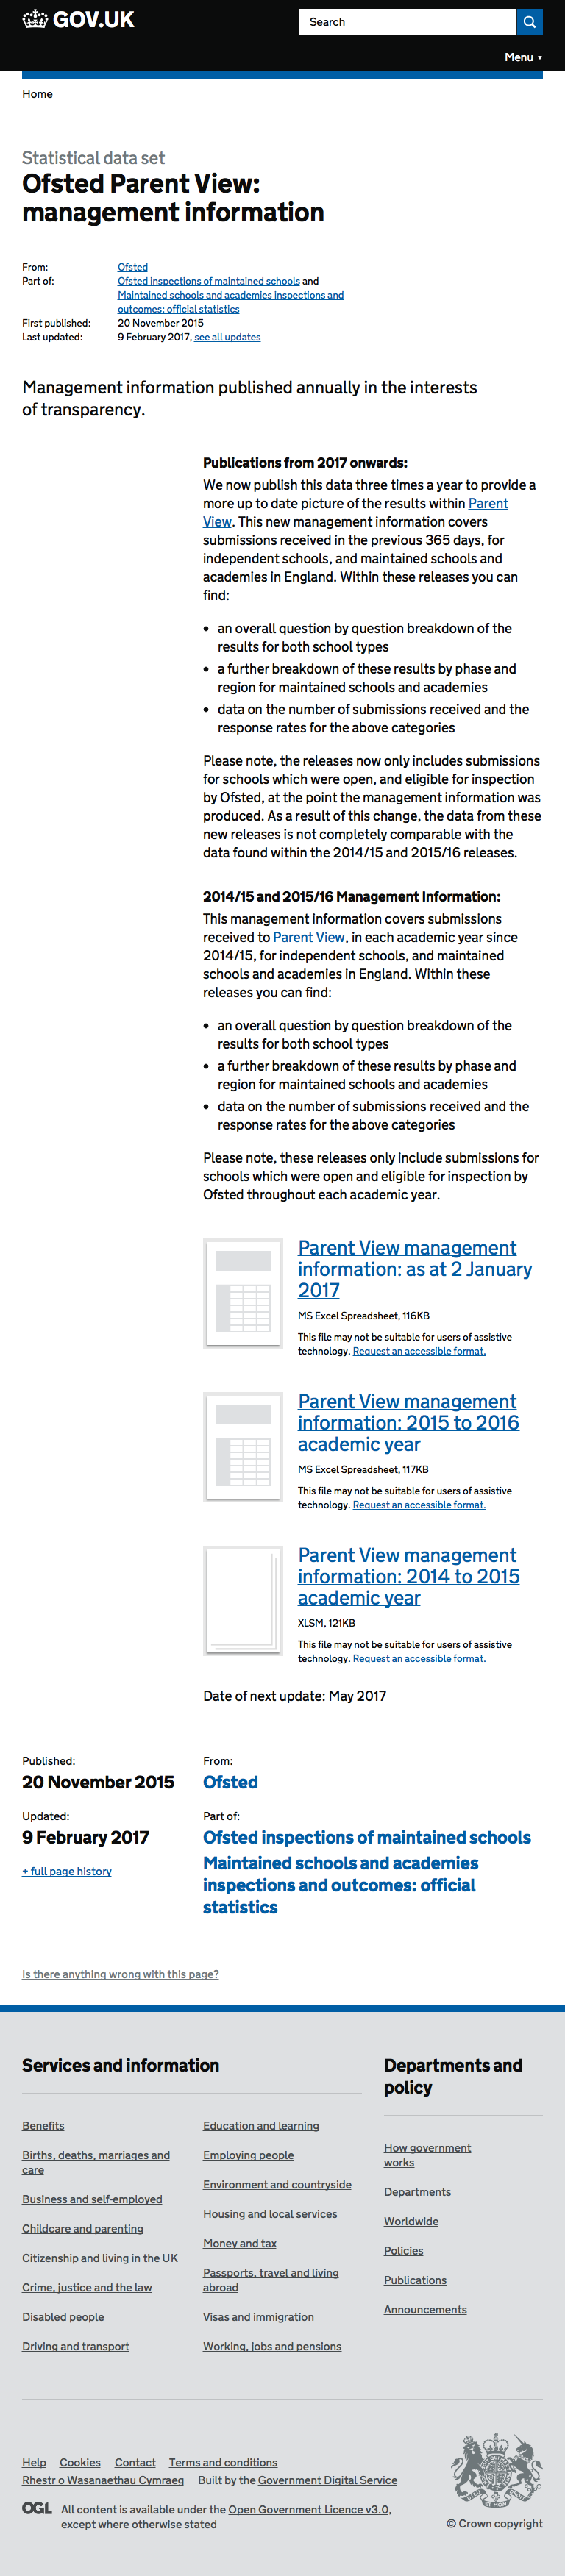 GOV.UK
Search
Menu ▼
Home
Statistical data set
Ofsted Parent View:
management information
From: Ofsted
Part of: Ofsted inspections of maintained schools and
Maintained schools and academies inspections and
outcomes: official statistics
First published: 20 November 2015
Last updated: 9 February 2017, see all updates
Management information published annually in the interests
of transparency.
Publications from 2017 onwards:
We now publish this data three times a year to provide a
more up to date picture of the results within Parent
View. This new management information covers
submissions received in the previous 365 days, for
independent schools, and maintained schools and
academies in England. Within these releases you can
find:
• an overall question by question breakdown of the
results for both school types
• a further breakdown of these results by phase and
region for maintained schools and academies
• data on the number of submissions received and the
response rates for the above categories
Please note, the releases now only includes submissions
for schools which were open, and eligible for inspection
by Ofsted, at the point the management information was
produced. As a result of this change, the data from these
new releases is not completely comparable with the
data found within the 2014/15 and 2015/16 releases.
2014/15 and 2015/16 Management Information:
This management information covers submissions
received to Parent View, in each academic year since
2014/15, for independent schools, and maintained
schools and academies in England. Within these
releases you can find:
• an overall question by question breakdown of the
results for both school types
• a further breakdown of these results by phase and
region for maintained schools and academies
• data on the number of submissions received and the
response rates for the above categories
Please note, these releases only include submissions for
schools which were open and eligible for inspection by
Ofsted throughout each academic year.
Parent View management
information: as at 2 January
2017
MS Excel Spreadsheet, 116KB
This file may not be suitable for users of assistive
technology. Request an accessible format.
Parent View management
information: 2015 to 2016
academic year
MS Excel Spreadsheet, 117KB
This file may not be suitable for users of assistive
technology. Request an accessible format.
Parent View management
information: 2014 to 2015
academic year
XLSM, 121KB
This file may not be suitable for users of assistive
technology. Request an accessible format.
Date of next update: May 2017
Published:
20 November 2015
Updated:
9 February 2017
+ full page history
From:
Ofsted
Part of:
Ofsted inspections of maintained schools
Maintained schools and academies
inspections and outcomes: official
statistics
Is there anything wrong with this page?
Services and information
Benefits
Births, deaths, marriages and
care
Business and self-employed
Childcare and parenting
Citizenship and living in the UK
Crime, justice and the law
Disabled people
Driving and transport
Education and learning
Employing people
Environment and countryside
Housing and local services
Money and tax
Passports, travel and living
abroad
Visas and immigration
Working, jobs and pensions
Departments and
policy
How government
works
Departments
Worldwide
Policies
Publications
Announcements
Help Cookies Contact Terms and conditions
Rhestr o Wasanaethau Cymraeg Built by the Government Digital Service
OGL All content is available under the Open Government Licence v3.0,
except where otherwise stated
© Crown copyright